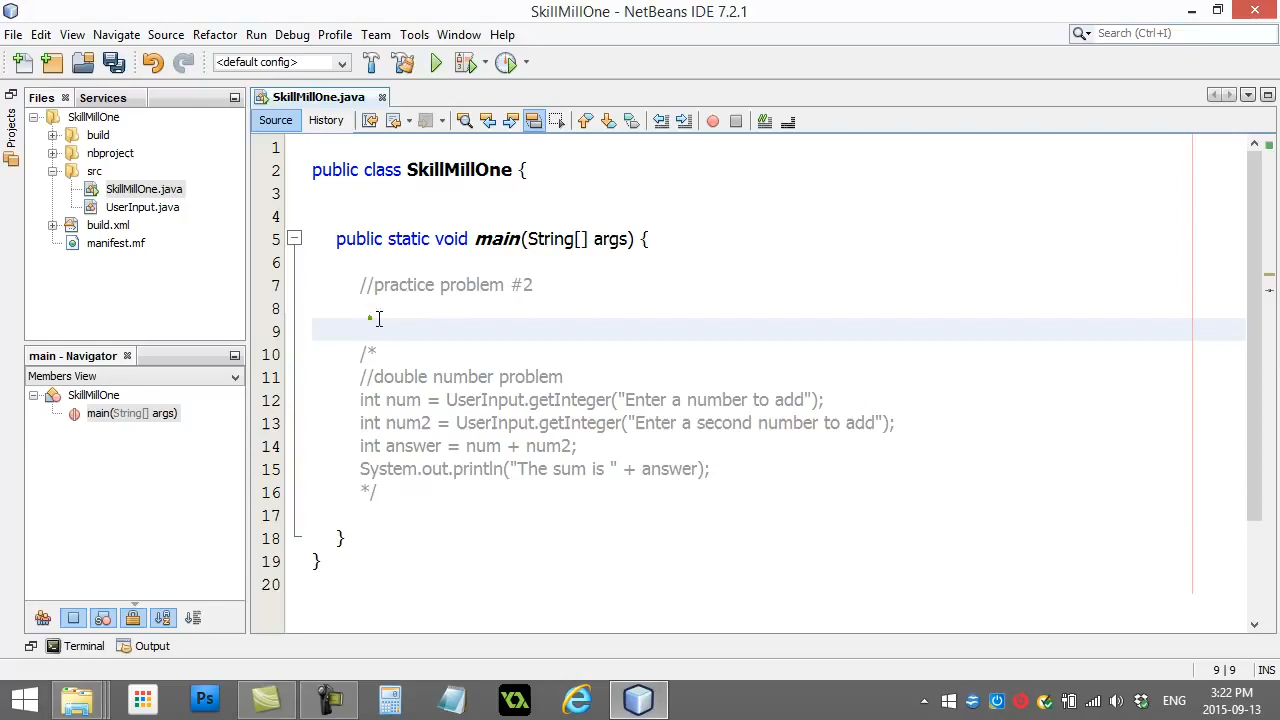 SkillMillOne - NetBeans IDE 7.2.1
File Edit View Navigate Source Refactor Run Debug Profile Team Tools Window Help
Search (Ctrl+I)
<default config>
Files Services
SkillMillOne.java
Projects
Source History
SkillMillOne
build
nbproject
src
SkillMillOne.java
UserInput.java
build.xml
manifest.mf
main - Navigator
Members View
SkillMillOne
main(String[] args)
1
2 public class SkillMillOne {
3
4
5 public static void main(String[] args) {
6
7 //practice problem #2
8
9
10 /*
11 //double number problem
12 int num = UserInput.getInteger("Enter a number to add");
13 int num2 = UserInput.getInteger("Enter a second number to add");
14 int answer = num + num2;
15 System.out.println("The sum is " + answer);
16 */
17
18 }
19 }
20
Terminal Output
9 | 9 INS
Ps
ENG
3:22 PM
2015-09-13